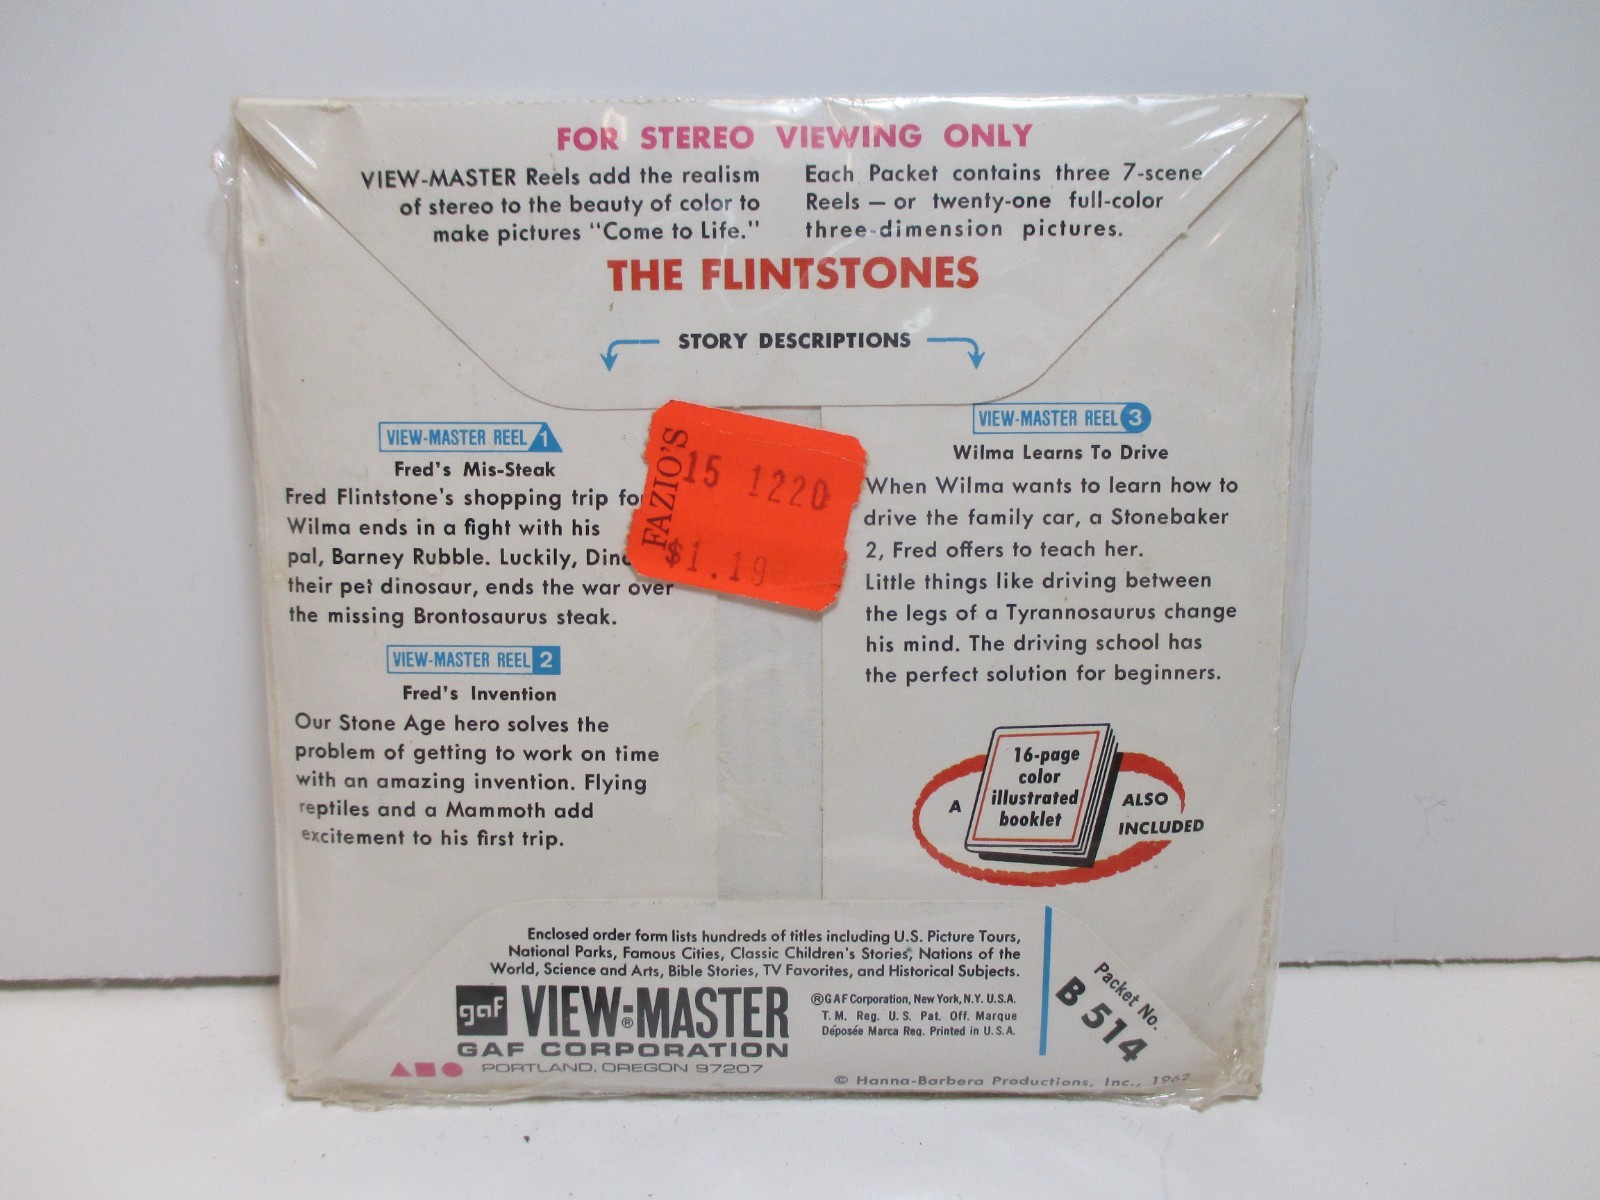 FOR STEREO VIEWING ONLY
VIEW-MASTER Reels add the realism
of stereo to the beauty of color to
make pictures "Come to Life."
Each Packet contains three 7-scene
Reels — or twenty-one full-color
three-dimension pictures.
THE FLINTSTONES
STORY DESCRIPTIONS
VIEW-MASTER REEL 1
Fred's Mis-Steak
Fred Flintstone's shopping trip fo
Wilma ends in a fight with his
pal, Barney Rubble. Luckily, Dino
their pet dinosaur, ends the war over
the missing Brontosaurus steak.
VIEW-MASTER REEL 2
Fred's Invention
Our Stone Age hero solves the
problem of getting to work on time
with an amazing invention. Flying
reptiles and a Mammoth add
excitement to his first trip.
FAZIO'S
15 1220
$1.19
VIEW-MASTER REEL 3
Wilma Learns To Drive
When Wilma wants to learn how to
drive the family car, a Stonebaker
2, Fred offers to teach her.
Little things like driving between
the legs of a Tyrannosaurus change
his mind. The driving school has
the perfect solution for beginners.
A
16-page
color
illustrated
booklet
ALSO
INCLUDED
Enclosed order form lists hundreds of titles including U.S. Picture Tours,
National Parks, Famous Cities, Classic Children's Stories, Nations of the
World, Science and Arts, Bible Stories, TV Favorites, and Historical Subjects.
gaf VIEW-MASTER®
GAF CORPORATION
PORTLAND, OREGON 97207
®GAF Corporation, New York, N.Y. U.S.A.
T. M. Reg. U. S. Pat. Off. Marque
Déposée Marca Reg. Printed in U.S.A.
Packet No.
B 514
© Hanna-Barbera Productions, Inc., 1962